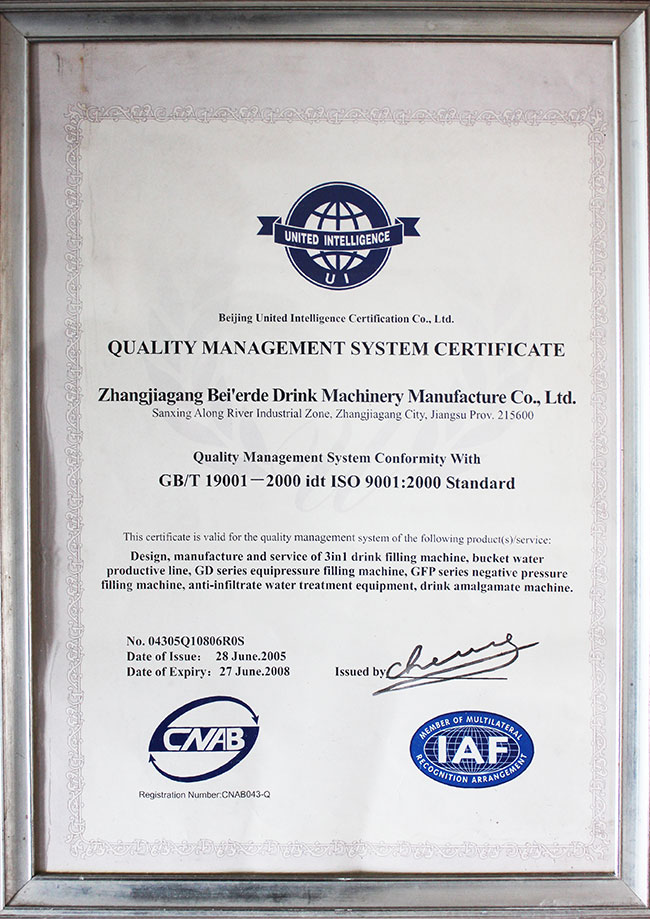 UNITED INTELLIGENCE
UI
Beijing United Intelligence Certification Co., Ltd.
QUALITY MANAGEMENT SYSTEM CERTIFICATE
Zhangjiagang Bei'erde Drink Machinery Manufacture Co., Ltd.
Sanxing Along River Industrial Zone, Zhangjiagang City, Jiangsu Prov. 215600
Quality Management System Conformity With
GB/T 19001—2000 idt ISO 9001:2000 Standard
This certificate is valid for the quality management system of the following product(s)/service:
Design, manufacture and service of 3in1 drink filling machine, bucket water
productive line, GD series equipressure filling machine, GFP series negative pressure
filling machine, anti-infiltrate water treatment equipment, drink amalgamate machine.
No. 04305Q10806R0S
Date of Issue: 28 June.2005
Date of Expiry: 27 June.2008
Issued by
CNAB
Registration Number:CNAB043-Q
MEMBER OF MULTILATERAL
IAF
RECOGNITION ARRANGEMENT